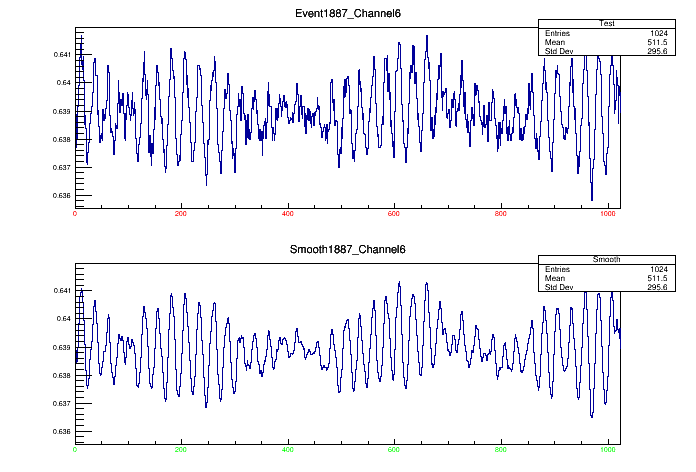 Event1887_Channel6
Test
Entries 1024
Mean 511.5
Std Dev 295.6
0.641
0.64
0.639
0.638
0.637
0.636
0 200 400 600 800 1000
Smooth1887_Channel6
Smooth
Entries 1024
Mean 511.5
Std Dev 295.6
0.641
0.64
0.639
0.638
0.637
0.636
0 200 400 600 800 1000